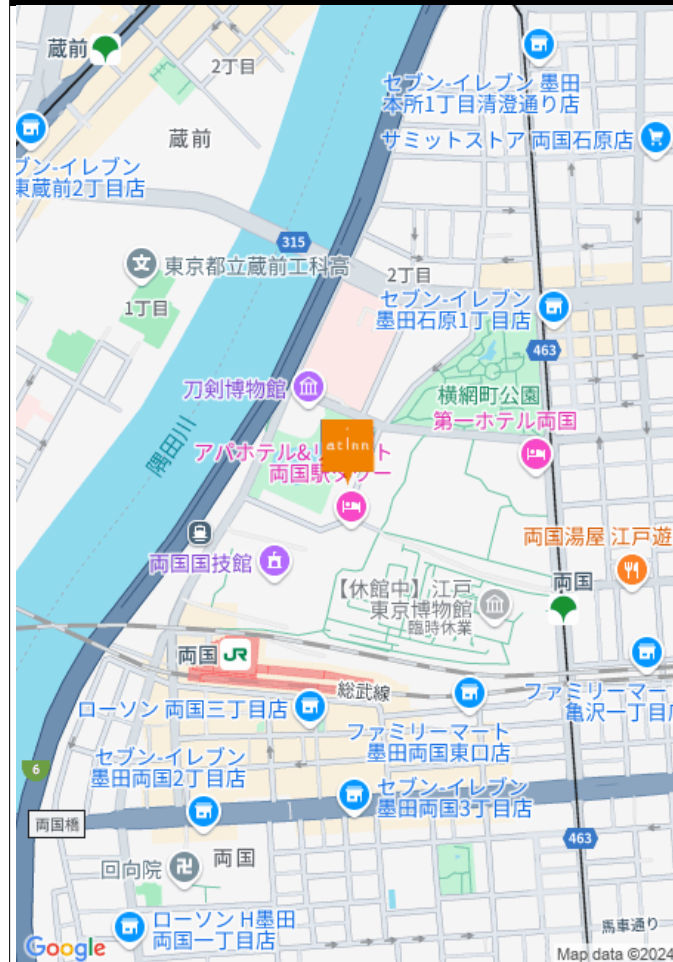 蔵前
2丁目
セブン-イレブン 墨田
本所1丁目清澄通り店
サミットストア 両国石原店
ブン-イレブン
東蔵前2丁目店
蔵前
315
東京都立蔵前工科高
2丁目
1丁目
セブン-イレブン
墨田石原1丁目店
463
刀剣博物館
横網町公園
第一ホテル両国
隅田川
atinn
アパホテル&リ
ト
両国駅タワー
両国湯屋 江戸遊
両国国技館
【休館中】江戸
東京博物館
臨時休業
両国
両国
JR
総武線
ローソン 両国三丁目店
ファミリーマー
亀沢一丁目店
ファミリーマート
墨田両国東口店
セブン-イレブン
墨田両国2丁目店
6
セブン-イレブン
墨田両国3丁目店
両国橋
463
回向院
両国
ローソン H墨田
両国一丁目店
馬車通り
Google
Map data ©2024